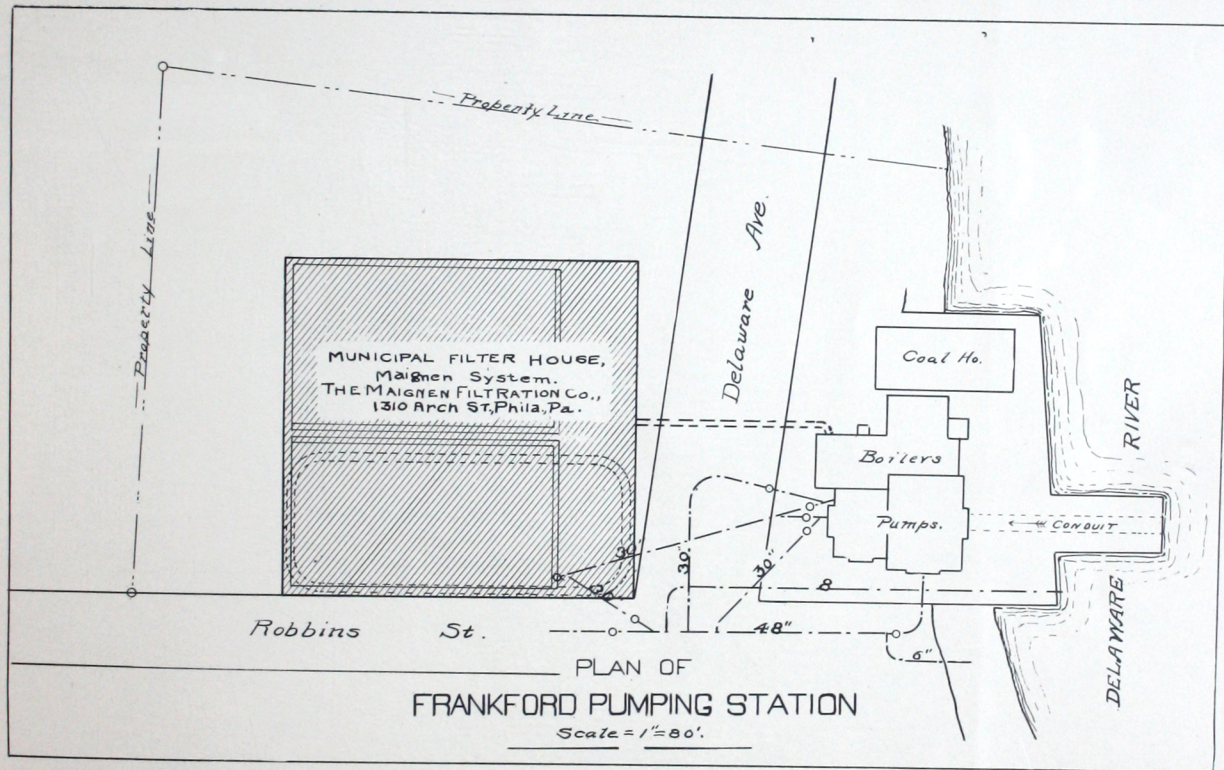 Property Line
Property Line
Delaware Ave.
MUNICIPAL FILTER HOUSE,
Maignen System.
THE MAIGNEN FILTRATION Co.,
1310 Arch ST, Phila., Pa.
Coal Ho.
RIVER
Boilers
Pumps.
CONDUIT
30"
30"
30"
8
DELAWARE
Robbins St.
48"
6"
PLAN OF
FRANKFORD PUMPING STATION
Scale = 1" = 80'.